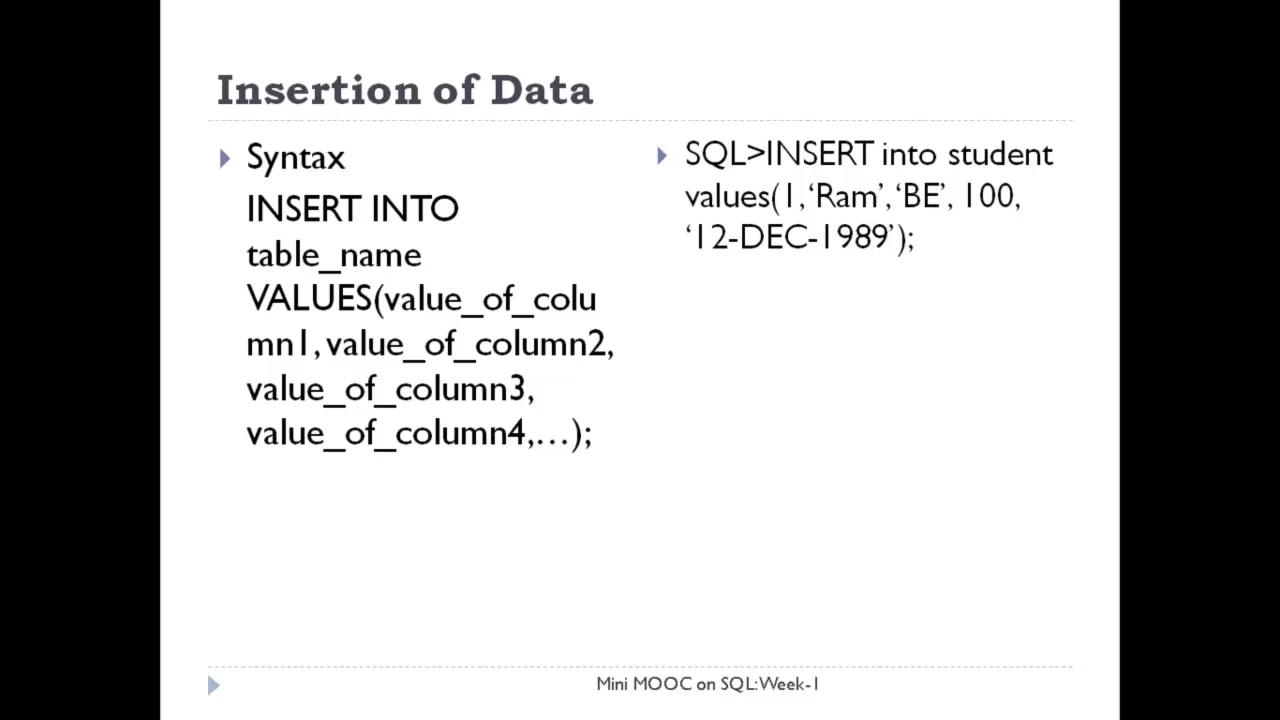 Insertion of Data
Syntax
INSERT INTO
table_name
VALUES(value_of_colu
mn1, value_of_column2,
value_of_column3,
value_of_column4,…);
SQL>INSERT into student
values(1, ‘Ram’, ‘BE’, 100,
‘12-DEC-1989’);
Mini MOOC on SQL:Week-1